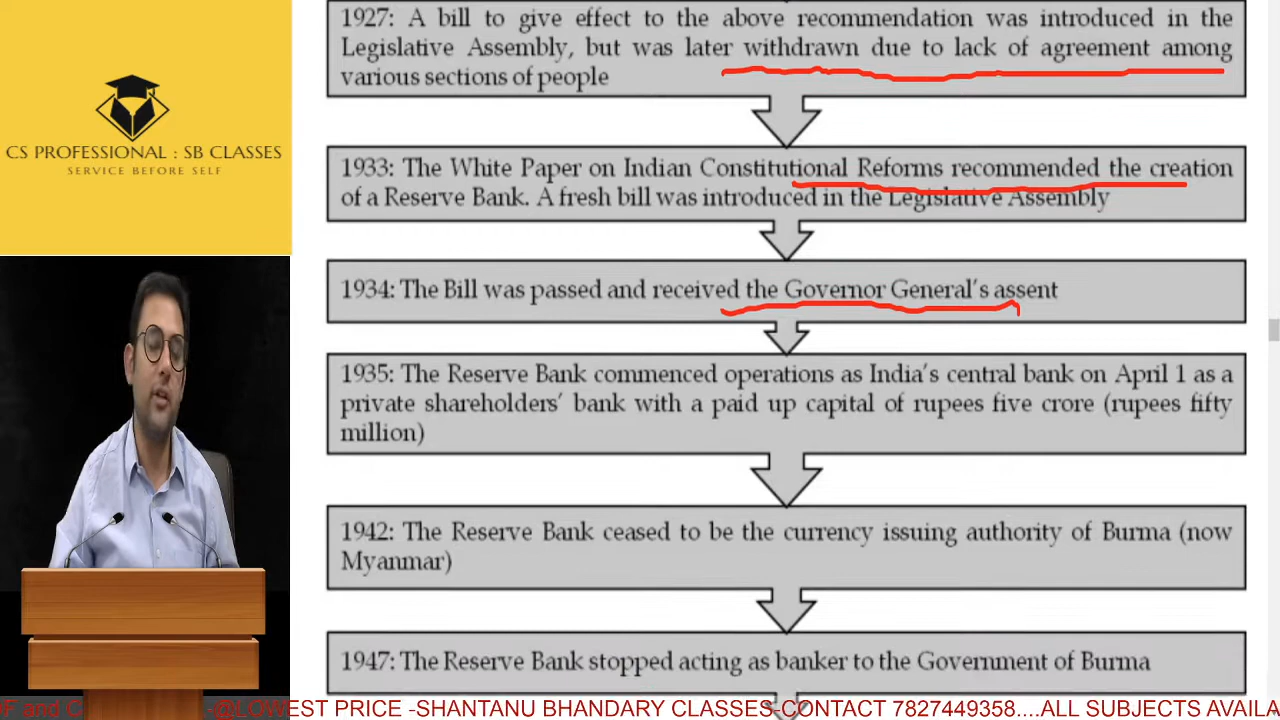 CS PROFESSIONAL : SB CLASSES
SERVICE BEFORE SELF
1927: A bill to give effect to the above recommendation was introduced in the
Legislative Assembly, but was later withdrawn due to lack of agreement among
various sections of people
1933: The White Paper on Indian Constitutional Reforms recommended the creation
of a Reserve Bank. A fresh bill was introduced in the Legislative Assembly
1934: The Bill was passed and received the Governor General's assent
1935: The Reserve Bank commenced operations as India's central bank on April 1 as a
private shareholders' bank with a paid up capital of rupees five crore (rupees fifty
million)
1942: The Reserve Bank ceased to be the currency issuing authority of Burma (now
Myanmar)
1947: The Reserve Bank stopped acting as banker to the Government of Burma
-@LOWEST PRICE -SHANTANU BHANDARY CLASSES-CONTACT 7827449358....ALL SUBJECTS AVAILA